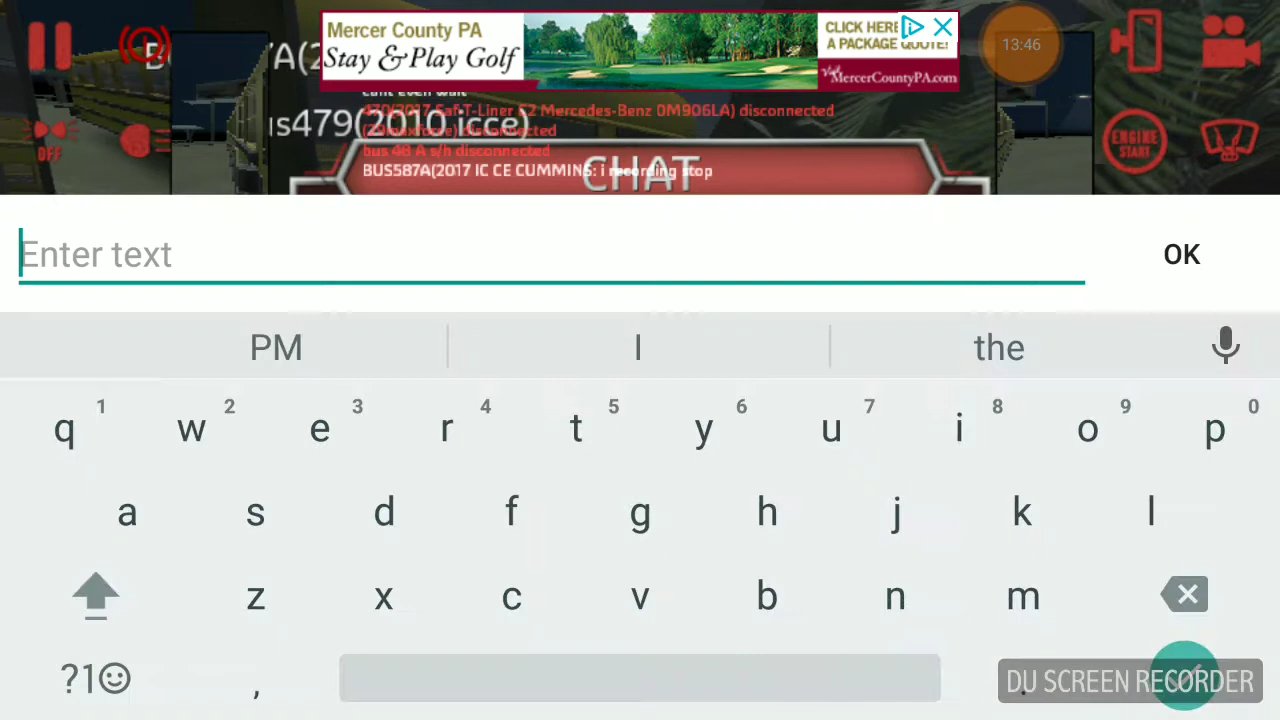 Mercer County PA
Stay & Play Golf
CLICK HERE
A PACKAGE QUOTE!
Visit MercerCountyPA.com
13:46
cant even wait
479(2017 Saf-T-Liner C2 Mercedes-Benz OM906LA) disconnected
disconnected
us479(2010 icce)
bus 48 A s/h disconnected
CHAT
BUS587A(2017 IC CE CUMMINS: i recording stop
OFF
ENGINE
START
Enter text
OK
PM
I
the
q 1 w 2 e 3 r 4 t 5 y 6 u 7 i 8 o 9 p 0
a s d f g h j k l
z x c v b n m
?1 , .
DU SCREEN RECORDER